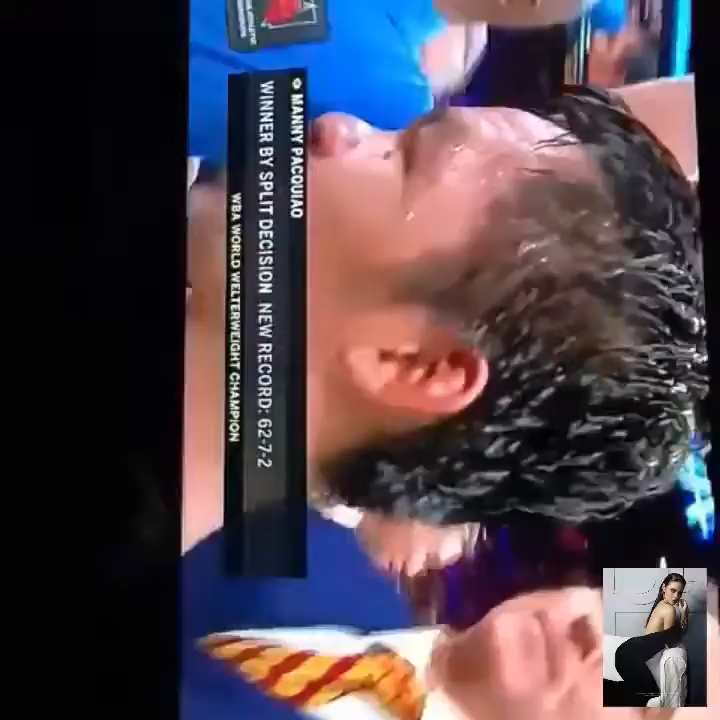 MANNY PACQUIAO
WINNER BY SPLIT DECISION NEW RECORD: 62-7-2
WBA WORLD WELTERWEIGHT CHAMPION